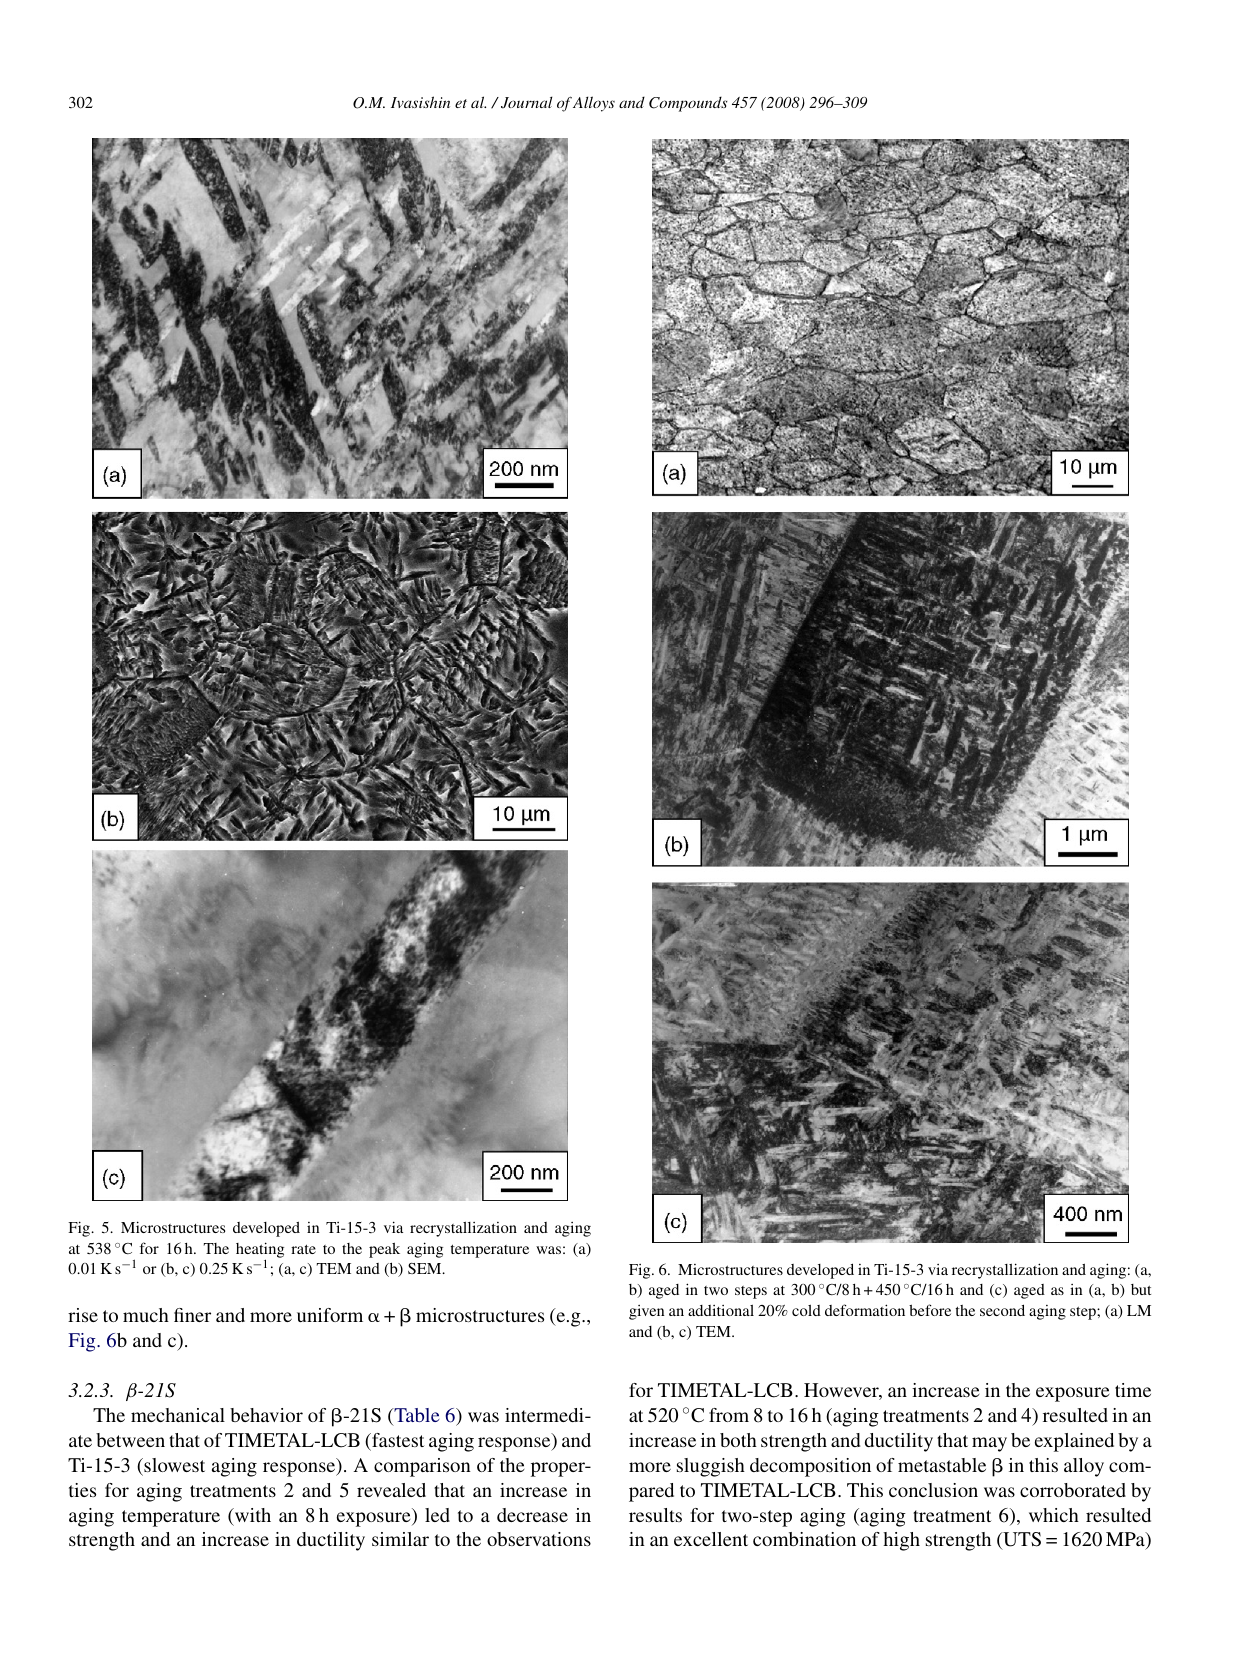 302
O.M. Ivasishin et al. / Journal of Alloys and Compounds 457 (2008) 296–309
(a)
200 nm
(b)
10 μm
(c)
200 nm
Fig. 5. Microstructures developed in Ti-15-3 via recrystallization and aging
at 538 °C for 16 h. The heating rate to the peak aging temperature was: (a)
0.01 K s⁻¹ or (b, c) 0.25 K s⁻¹; (a, c) TEM and (b) SEM.
rise to much finer and more uniform α + β microstructures (e.g.,
Fig. 6b and c).
3.2.3. β-21S
The mechanical behavior of β-21S (Table 6) was intermedi-
ate between that of TIMETAL-LCB (fastest aging response) and
Ti-15-3 (slowest aging response). A comparison of the proper-
ties for aging treatments 2 and 5 revealed that an increase in
aging temperature (with an 8 h exposure) led to a decrease in
strength and an increase in ductility similar to the observations
(a)
10 μm
(b)
1 μm
(c)
400 nm
Fig. 6. Microstructures developed in Ti-15-3 via recrystallization and aging: (a,
b) aged in two steps at 300 °C/8 h + 450 °C/16 h and (c) aged as in (a, b) but
given an additional 20% cold deformation before the second aging step; (a) LM
and (b, c) TEM.
for TIMETAL-LCB. However, an increase in the exposure time
at 520 °C from 8 to 16 h (aging treatments 2 and 4) resulted in an
increase in both strength and ductility that may be explained by a
more sluggish decomposition of metastable β in this alloy com-
pared to TIMETAL-LCB. This conclusion was corroborated by
results for two-step aging (aging treatment 6), which resulted
in an excellent combination of high strength (UTS = 1620 MPa)